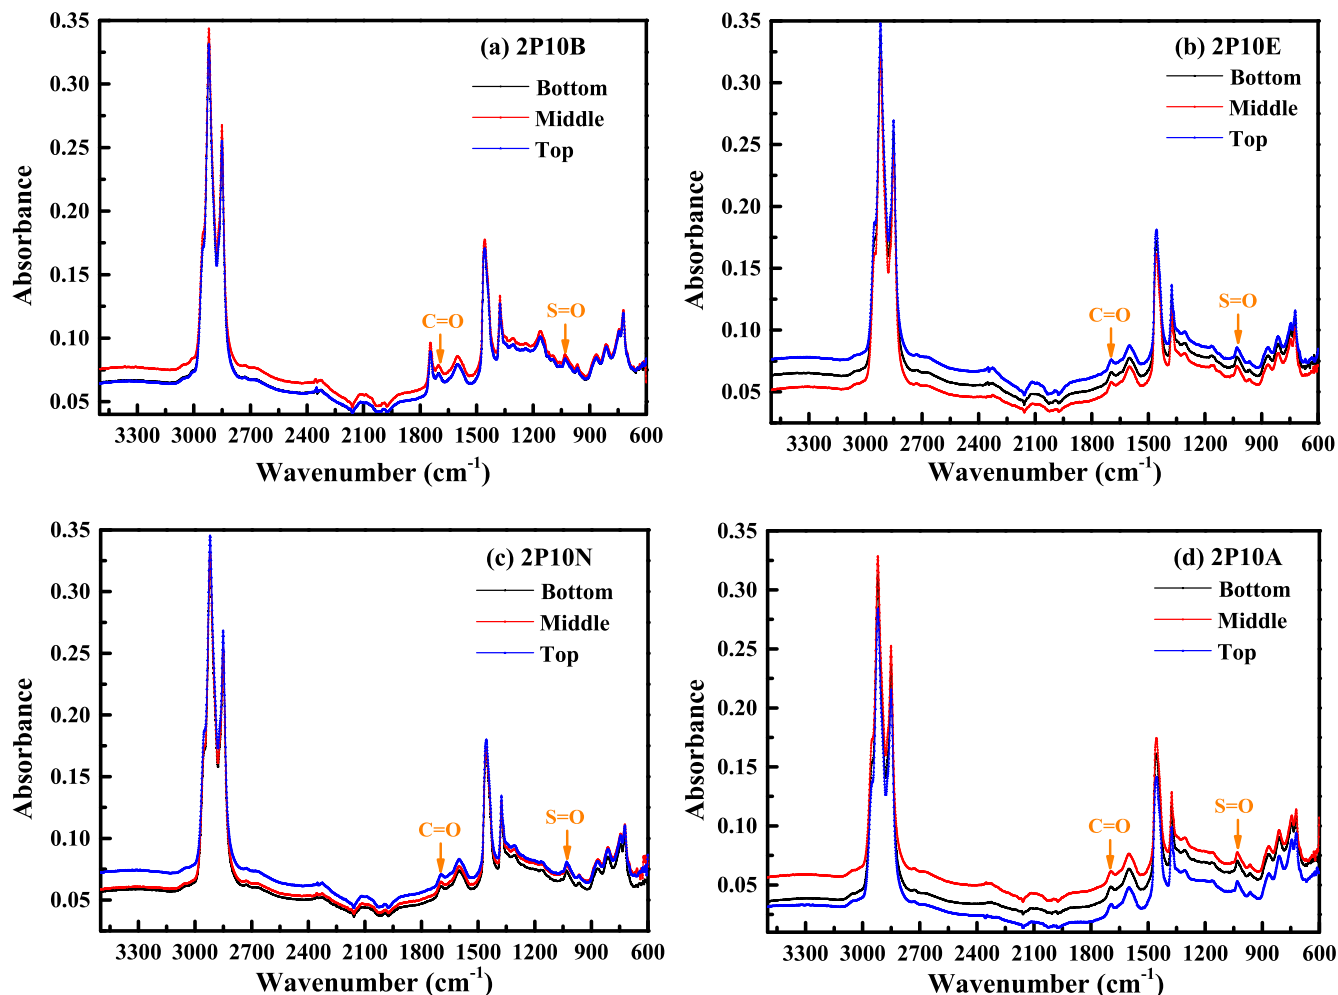 (a) 2P10B
Bottom
Middle
Top
C=O
S=O
0.35
0.30
0.25
0.20
0.15
0.10
0.05
Absorbance
3300 3000 2700 2400 2100 1800 1500 1200 900 600
Wavenumber (cm⁻¹)
(b) 2P10E
Bottom
Middle
Top
C=O
S=O
0.35
0.30
0.25
0.20
0.15
0.10
0.05
Absorbance
3300 3000 2700 2400 2100 1800 1500 1200 900 600
Wavenumber (cm⁻¹)
(c) 2P10N
Bottom
Middle
Top
C=O
S=O
0.35
0.30
0.25
0.20
0.15
0.10
0.05
Absorbance
3300 3000 2700 2400 2100 1800 1500 1200 900 600
Wavenumber (cm⁻¹)
(d) 2P10A
Bottom
Middle
Top
C=O
S=O
0.35
0.30
0.25
0.20
0.15
0.10
0.05
Absorbance
3300 3000 2700 2400 2100 1800 1500 1200 900 600
Wavenumber (cm⁻¹)